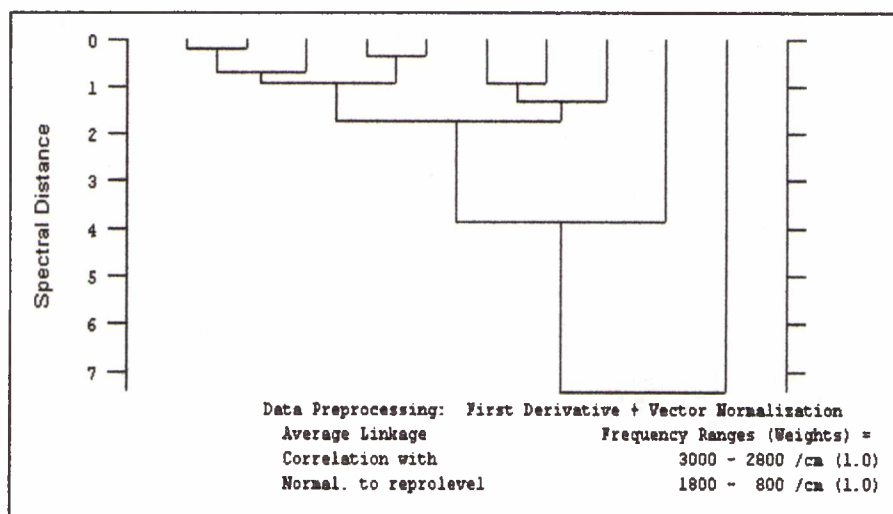 0
1
2
3
4
5
6
7
Spectral Distance
Data Preprocessing: First Derivative + Vector Normalization
Average Linkage Frequency Ranges (Weights) =
Correlation with 3000 - 2800 /cm (1.0)
Normal. to reprolevel 1800 - 800 /cm (1.0)